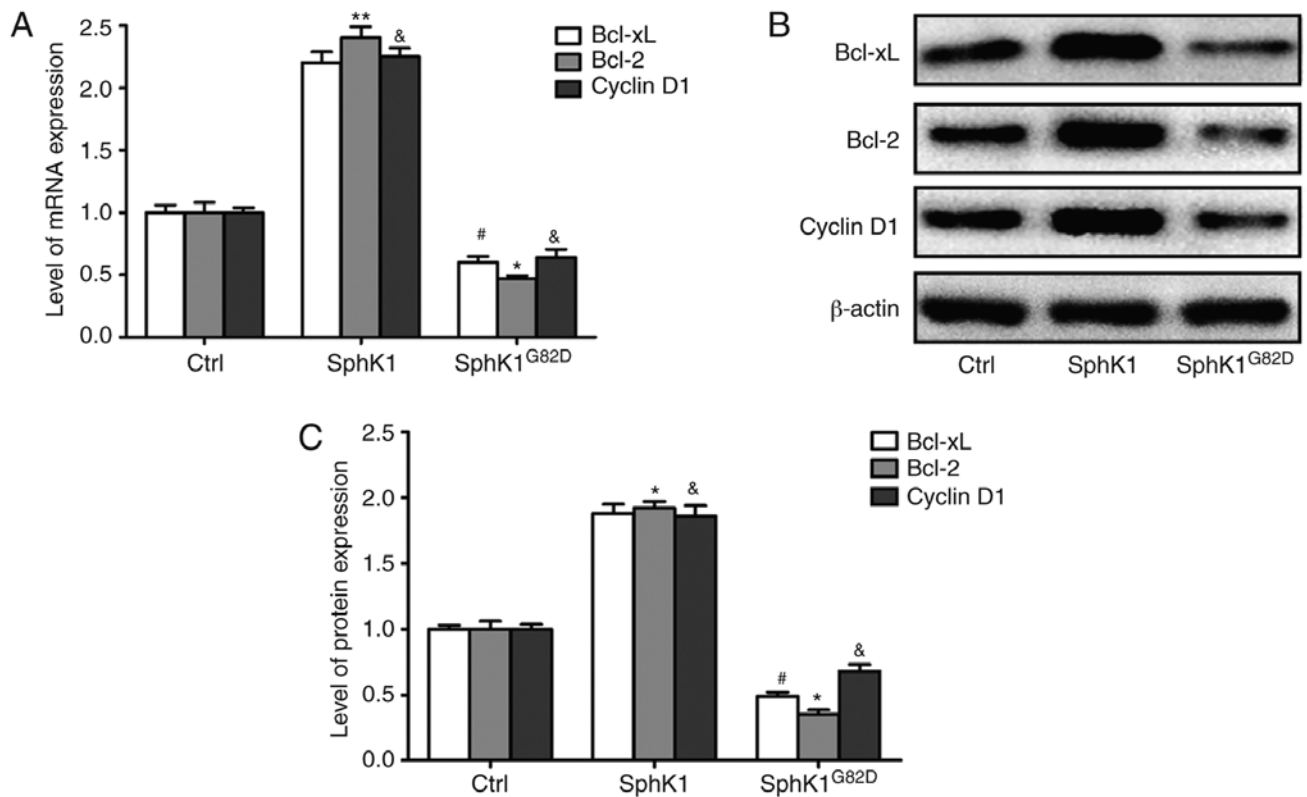 A
Level of mRNA expression
2.5
2.0
1.5
1.0
0.5
0.0
**
&
#
*
&
Bcl-xL
Bcl-2
Cyclin D1
Ctrl
SphK1
SphK1G82D
B
Bcl-xL
Bcl-2
Cyclin D1
β-actin
Ctrl
SphK1
SphK1G82D
C
Level of protein expression
2.5
2.0
1.5
1.0
0.5
0.0
*
&
#
*
&
Bcl-xL
Bcl-2
Cyclin D1
Ctrl
SphK1
SphK1G82D